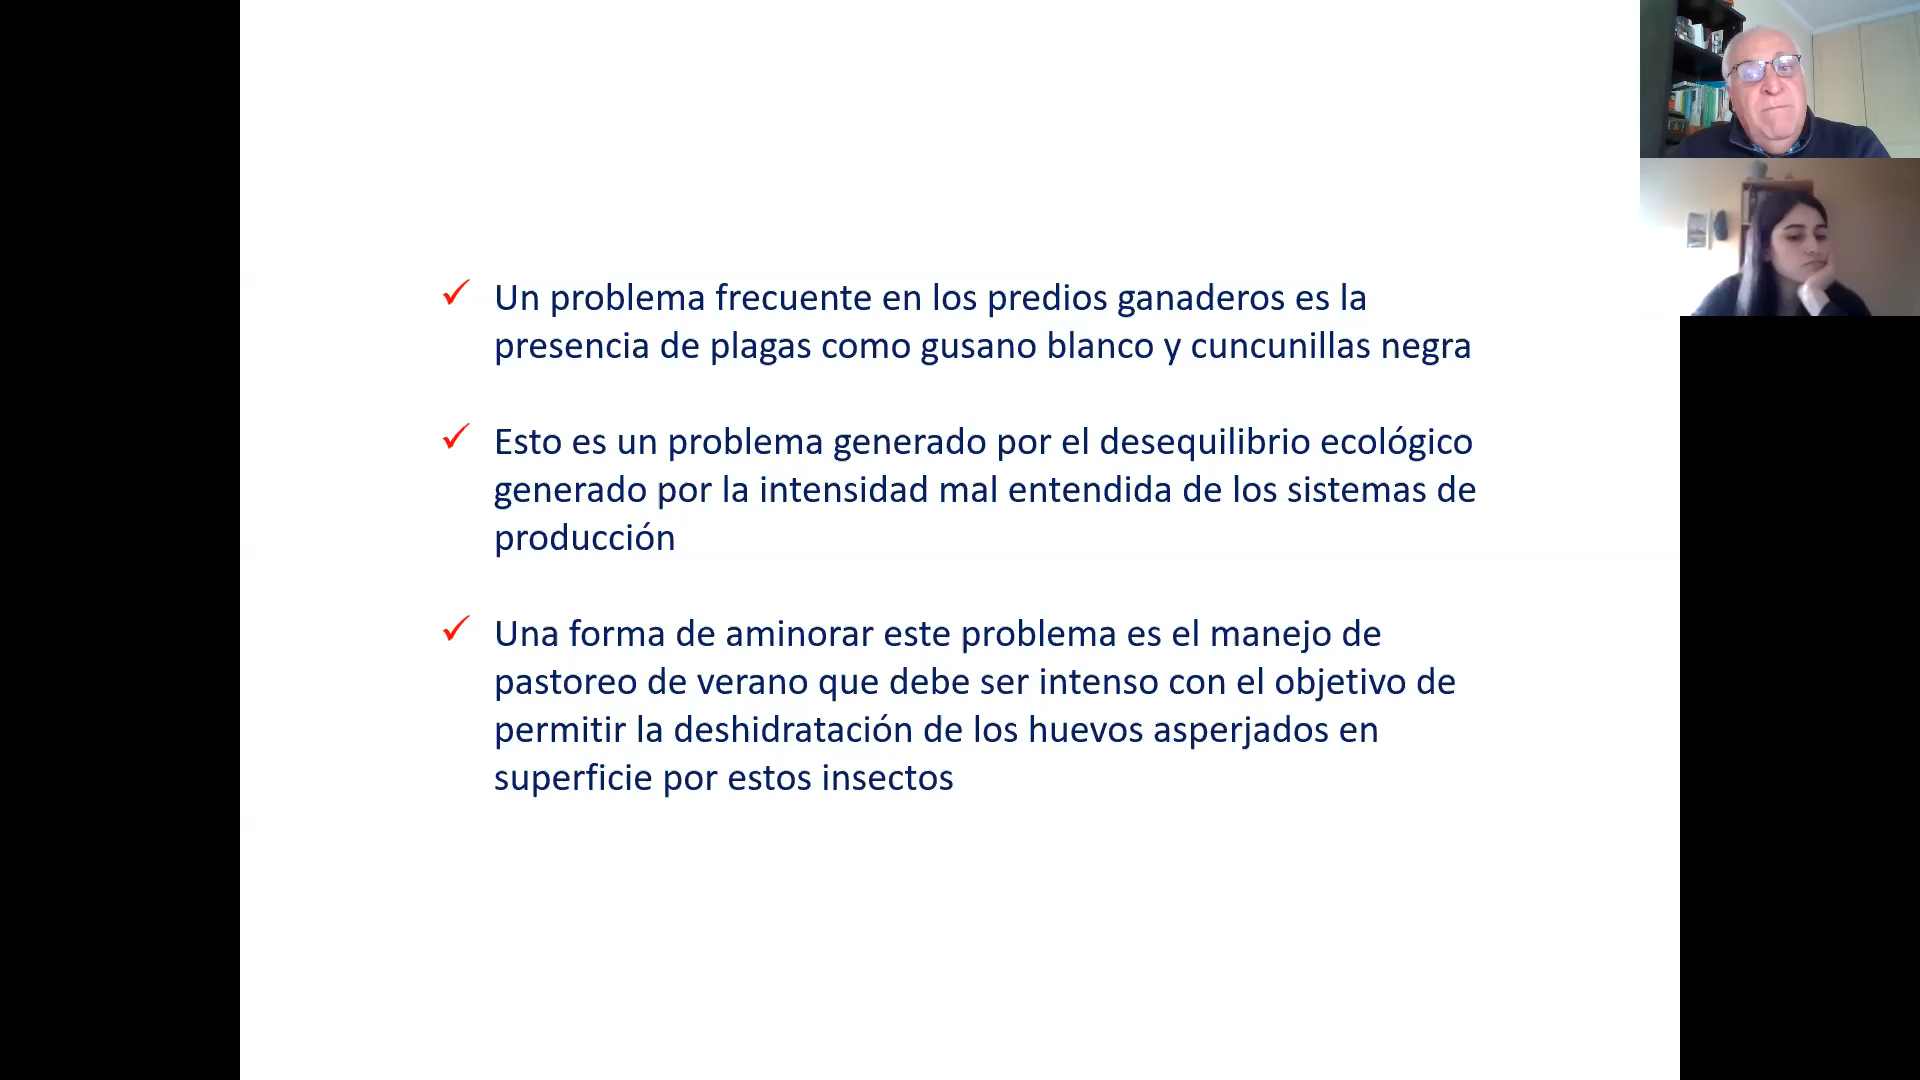 Un problema frecuente en los predios ganaderos es la
presencia de plagas como gusano blanco y cuncunillas negra
Esto es un problema generado por el desequilibrio ecológico
generado por la intensidad mal entendida de los sistemas de
producción
Una forma de aminorar este problema es el manejo de
pastoreo de verano que debe ser intenso con el objetivo de
permitir la deshidratación de los huevos asperjados en
superficie por estos insectos